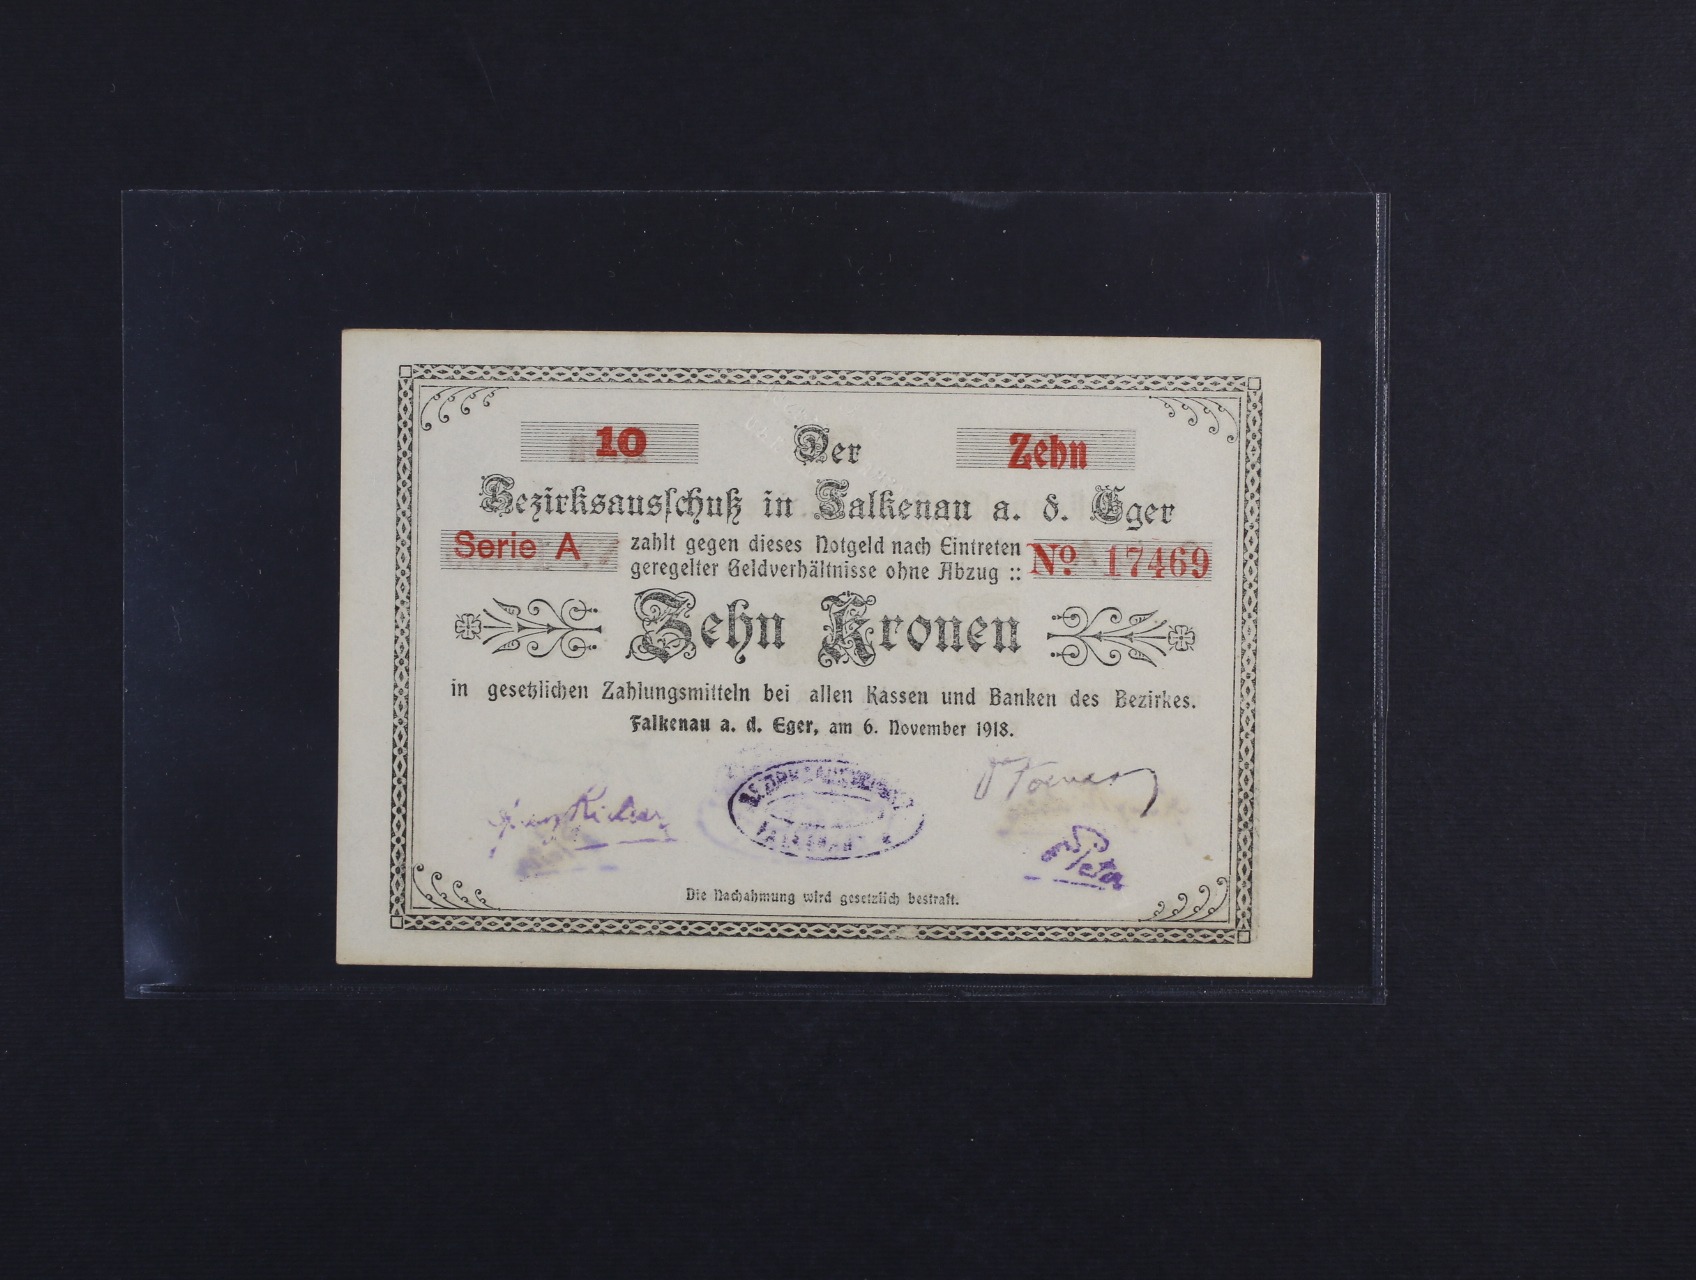 10 Der Zehn
Bezirksausschuß in Falkenau a. d. Eger
Serie A
zahlt gegen dieses Notgeld nach Eintreten
geregelter Geldverhältnisse ohne Abzug ::
No. 17469
Zehn Kronen
in gesetzlichen Zahlungsmitteln bei allen Kassen und Banken des Bezirkes.
Falkenau a. d. Eger, am 6. November 1918.
Die Nachahmung wird gesetzlich bestraft.